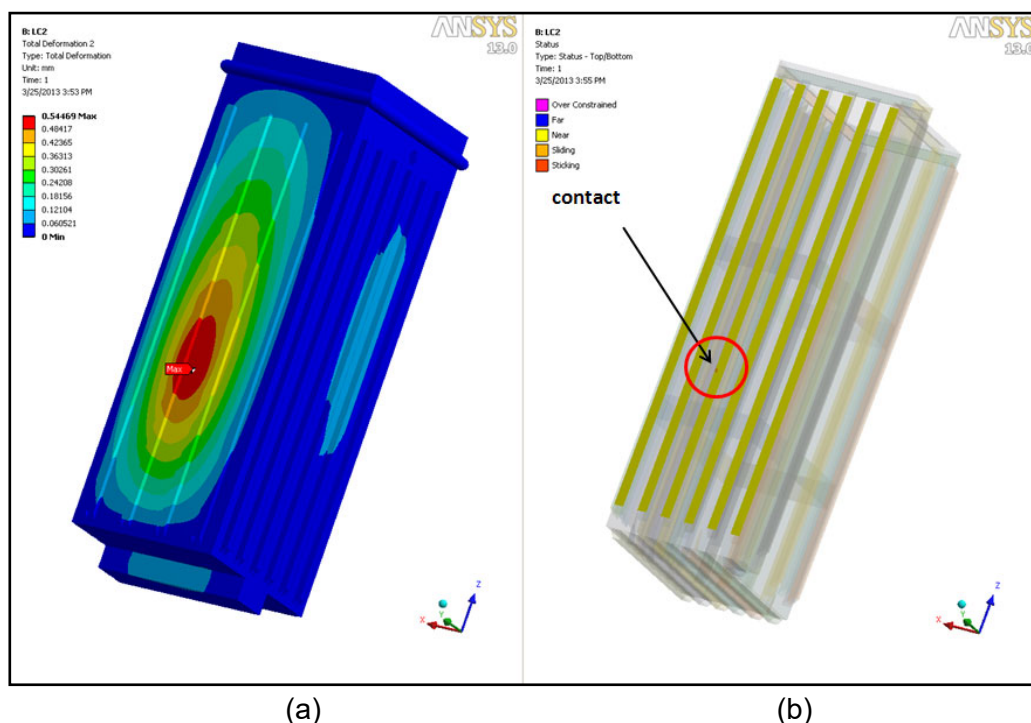 B: LC2
Total Deformation 2
Type: Total Deformation
Unit: mm
Time: 1
3/25/2013 3:53 PM
0.54469 Max
0.48417
0.42365
0.36313
0.30261
0.24208
0.18156
0.12104
0.060521
0 Min
ANSYS
13.0
Max
Z
Y
X
B: LC2
Status
Type: Status - Top/Bottom
Time: 1
3/25/2013 3:55 PM
Over Constrained
Far
Near
Sliding
Sticking
ANSYS
13.0
contact
Z
Y
X
(a)
(b)